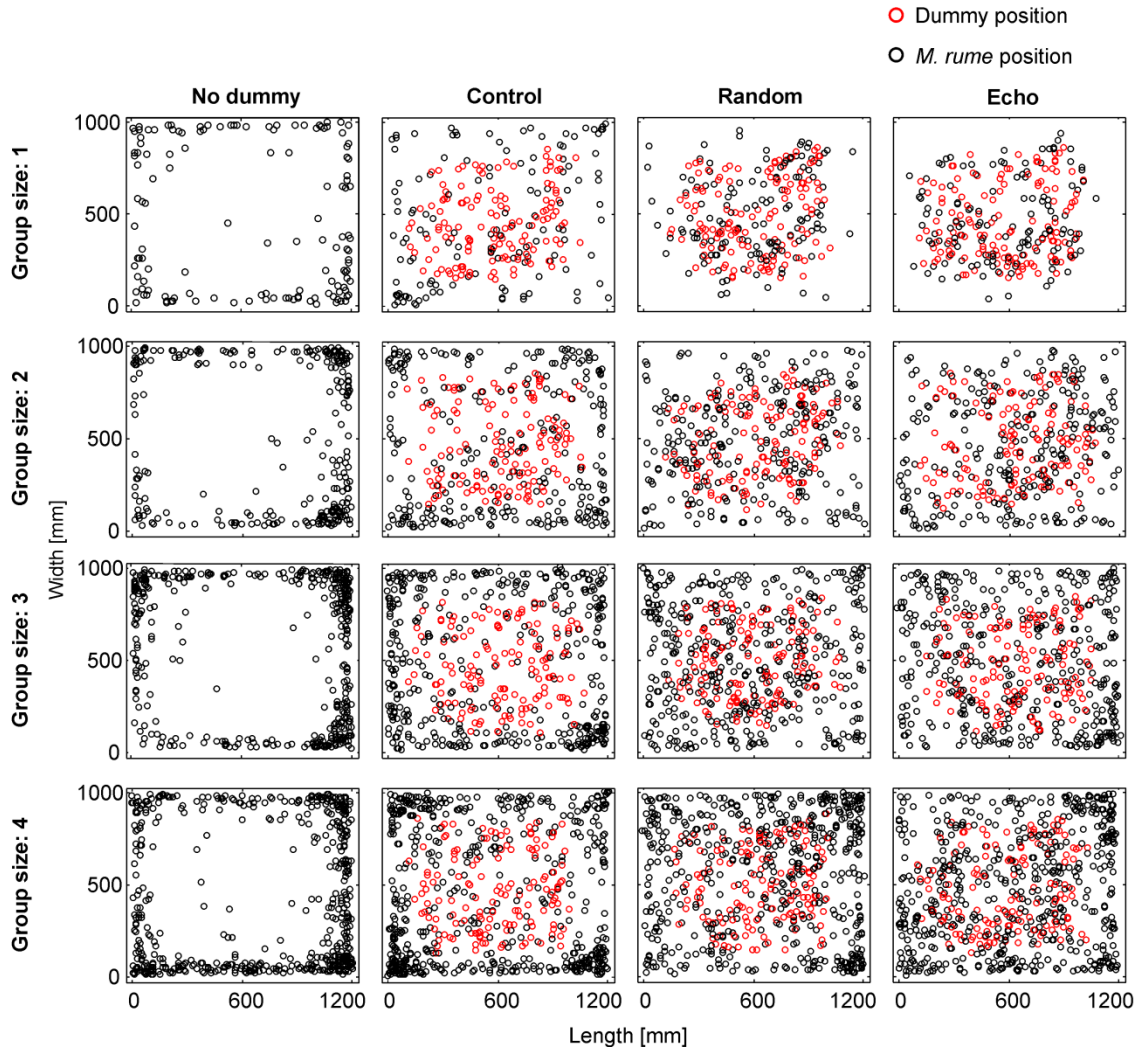 Dummy position
M. rume position
No dummy Control Random Echo
Group size: 1
1000
500
0
Group size: 2
1000
500
0
Group size: 3
1000
500
0
Group size: 4
1000
500
0
Width [mm]
0 600 1200 0 600 1200 0 600 1200 0 600 1200
Length [mm]